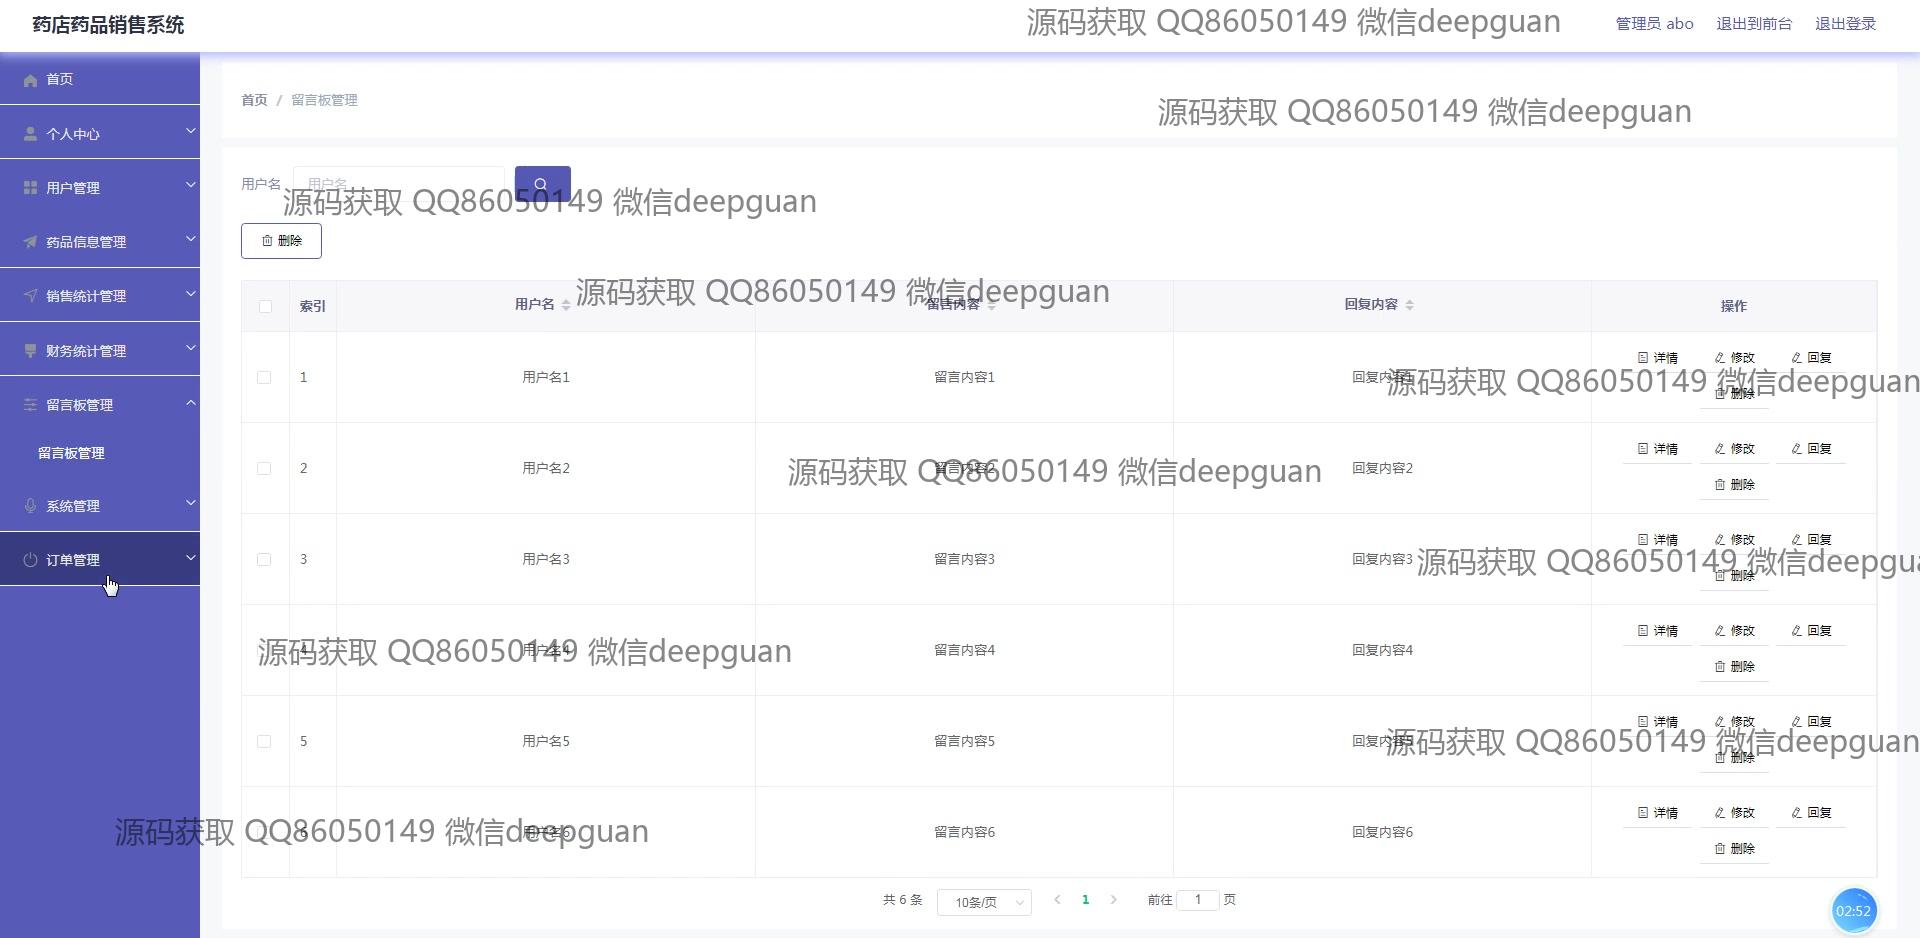 药店药品销售系统
源码获取 QQ86050149 微信deepguan
管理员 abo 退出到前台 退出登录
首页
个人中心
用户管理
药品信息管理
销售统计管理
财务统计管理
留言板管理
留言板管理
系统管理
订单管理
首页 / 留言板管理
源码获取 QQ86050149 微信deepguan
用户名 用户名
源码获取 QQ86050149 微信deepguan
删除
源码获取 QQ86050149 微信deepguan
索引 用户名 留言内容 回复内容 操作
1 用户名1 留言内容1 回复内容1 详情 修改 回复
删除
源码获取 QQ86050149 微信deepguan
2 用户名2 留言内容2 回复内容2 详情 修改 回复
删除
源码获取 QQ86050149 微信deepguan
3 用户名3 留言内容3 回复内容3 详情 修改 回复
删除
源码获取 QQ86050149 微信deepgua
4 用户名4 留言内容4 回复内容4 详情 修改 回复
删除
源码获取 QQ86050149 微信deepguan
5 用户名5 留言内容5 回复内容5 详情 修改 回复
删除
源码获取 QQ86050149 微信deepguan
6 用户名6 留言内容6 回复内容6 详情 修改 回复
删除
源码获取 QQ86050149 微信deepguan
共 6 条 10条/页 1 前往 1 页
02:52